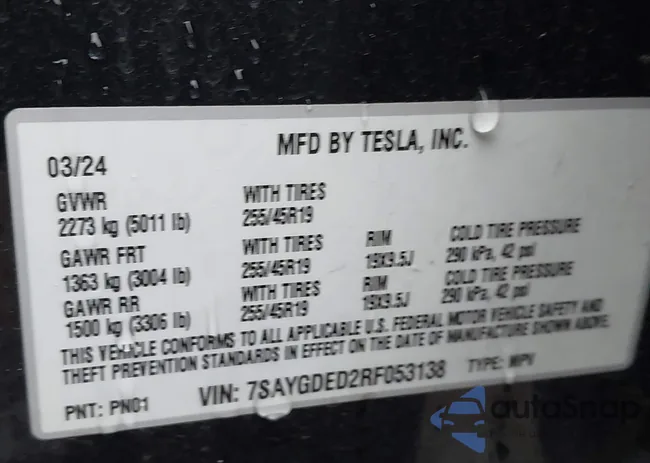 MFD BY TESLA, INC.
03/24
GVWR WITH TIRES
2273 kg (5011 lb) 255/45R19
GAWR FRT WITH TIRES RIM COLD TIRE PRESSURE
1363 kg (3004 lb) 255/45R19 19X9.5J 290 kPa, 42 psi
GAWR RR WITH TIRES RIM COLD TIRE PRESSURE
1500 kg (3306 lb) 255/45R19 19X9.5J 290 kPa, 42 psi
THIS VEHICLE CONFORMS TO ALL APPLICABLE U.S. FEDERAL MOTOR VEHICLE SAFETY AND
THEFT PREVENTION STANDARDS IN EFFECT ON THE DATE OF MANUFACTURE SHOWN ABOVE.
PNT: PN01 VIN: 7SAYGDED2RF053138 TYPE: MPV
autoSnap